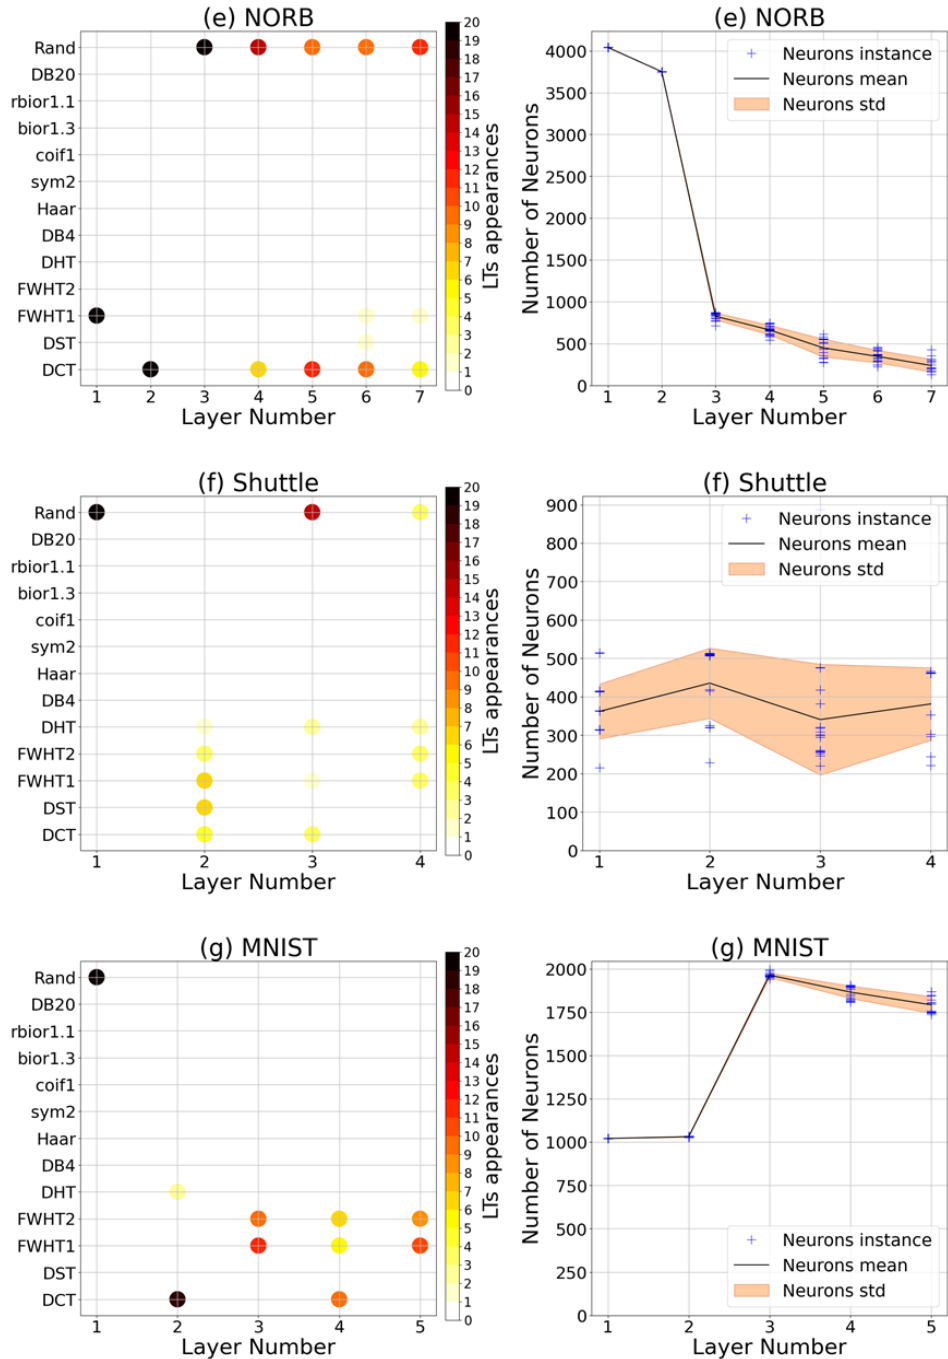 (e) NORB
Rand
DB20
rbior1.1
bior1.3
coif1
sym2
Haar
DB4
DHT
FWHT2
FWHT1
DST
DCT
1 2 3 4 5 6 7
Layer Number
20
19
18
17
16
15
14
13
12
11
10
9
8
7
6
5
4
3
2
1
0
LTs appearances
(e) NORB
Neurons instance
Neurons mean
Neurons std
4000
3500
3000
2500
2000
1500
1000
500
0
Number of Neurons
1 2 3 4 5 6 7
Layer Number
(f) Shuttle
Rand
DB20
rbior1.1
bior1.3
coif1
sym2
Haar
DB4
DHT
FWHT2
FWHT1
DST
DCT
1 2 3 4
Layer Number
20
19
18
17
16
15
14
13
12
11
10
9
8
7
6
5
4
3
2
1
0
LTs appearances
(f) Shuttle
Neurons instance
Neurons mean
Neurons std
900
800
700
600
500
400
300
200
100
0
Number of Neurons
1 2 3 4
Layer Number
(g) MNIST
Rand
DB20
rbior1.1
bior1.3
coif1
sym2
Haar
DB4
DHT
FWHT2
FWHT1
DST
DCT
1 2 3 4 5
Layer Number
20
19
18
17
16
15
14
13
12
11
10
9
8
7
6
5
4
3
2
1
0
LTs appearances
(g) MNIST
2000
1750
1500
1250
1000
750
500
250
0
Number of Neurons
Neurons instance
Neurons mean
Neurons std
1 2 3 4 5
Layer Number